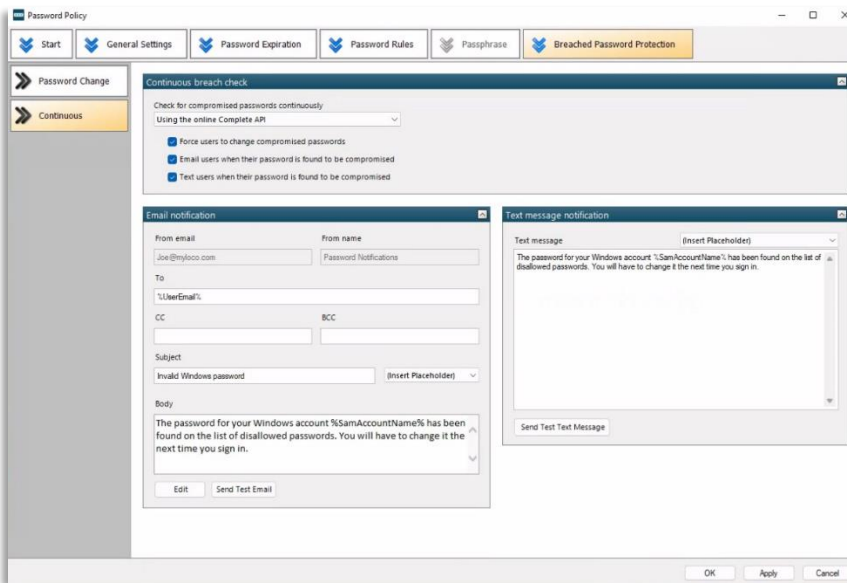 Password Policy
Start
General Settings
Password Expiration
Password Rules
Passphrase
Breached Password Protection
Password Change
Continuous
Continuous breach check
Check for compromised passwords continuously
Using the online Complete API
Force users to change compromised passwords
Email users when their password is found to be compromised
Text users when their password is found to be compromised
Email notification
From email
From name
Joe@myloco.com
Password Notifications
To
%UserEmail%
CC
BCC
Subject
Invalid Windows password
(Insert Placeholder)
Body
The password for your Windows account %SamAccountName% has been
found on the list of disallowed passwords. You will have to change it the
next time you sign in.
Edit
Send Test Email
Text message notification
Text message
(Insert Placeholder)
The password for your Windows account %SamAccountName% has been found on the list of
disallowed passwords. You will have to change it the next time you sign in.
Send Test Text Message
OK
Apply
Cancel